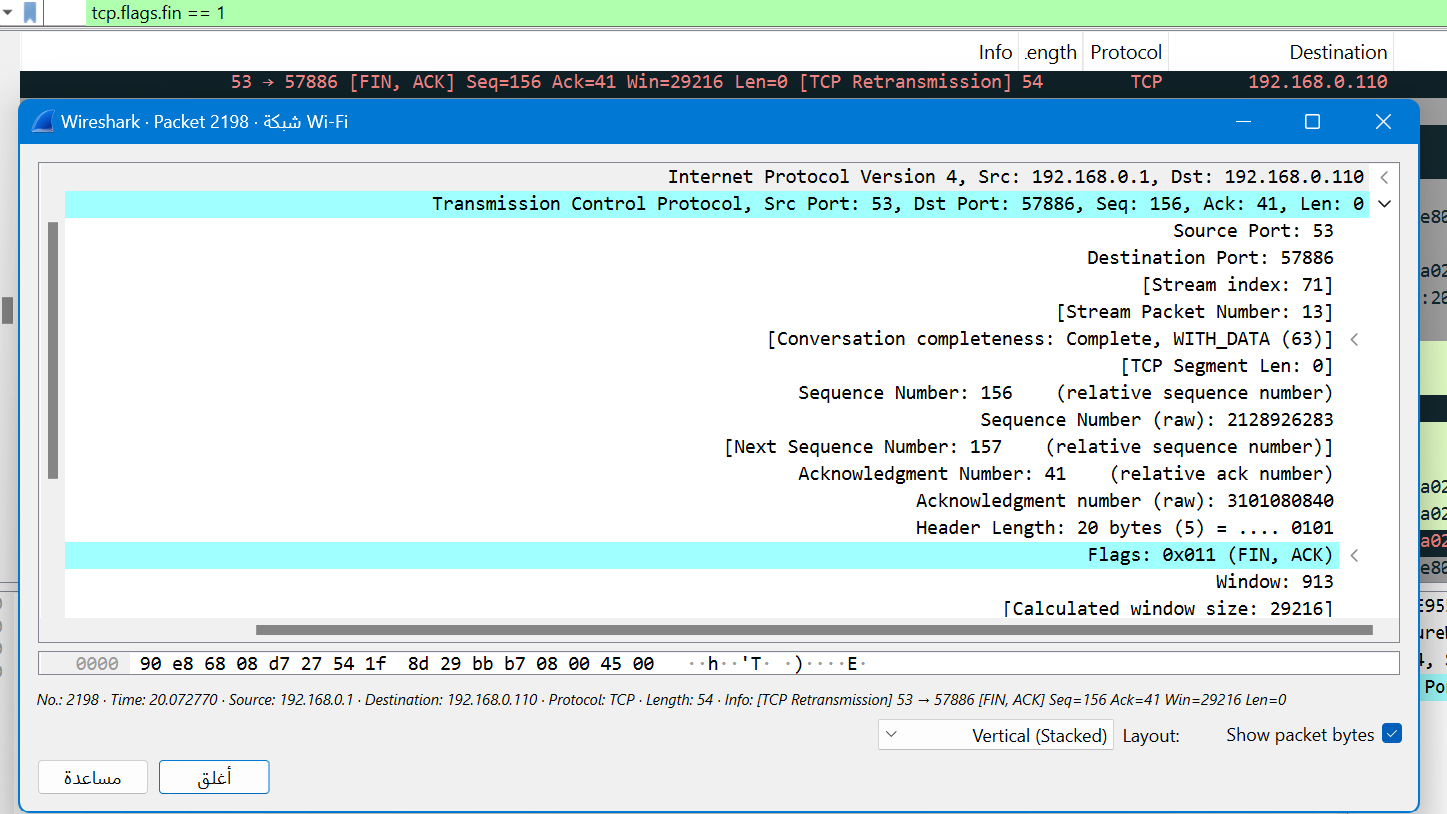 tcp.flags.fin == 1
Info
Length
Protocol
Destination
53 → 57886 [FIN, ACK] Seq=156 Ack=41 Win=29216 Len=0 [TCP Retransmission] 54 TCP 192.168.0.110
Wireshark · Packet 2198 · شبكة Wi-Fi
Internet Protocol Version 4, Src: 192.168.0.1, Dst: 192.168.0.110
Transmission Control Protocol, Src Port: 53, Dst Port: 57886, Seq: 156, Ack: 41, Len: 0
Source Port: 53
Destination Port: 57886
[Stream index: 71]
[Stream Packet Number: 13]
[Conversation completeness: Complete, WITH_DATA (63)]
[TCP Segment Len: 0]
Sequence Number: 156 (relative sequence number)
Sequence Number (raw): 2128926283
[Next Sequence Number: 157 (relative sequence number)]
Acknowledgment Number: 41 (relative ack number)
Acknowledgment number (raw): 3101080840
Header Length: 20 bytes (5) = .... 0101
Flags: 0x011 (FIN, ACK)
Window: 913
[Calculated window size: 29216]
0000 90 e8 68 08 d7 27 54 1f 8d 29 bb b7 08 00 45 00 ··h··'T· ·)····E·
No.: 2198 · Time: 20.072770 · Source: 192.168.0.1 · Destination: 192.168.0.110 · Protocol: TCP · Length: 54 · Info: [TCP Retransmission] 53 → 57886 [FIN, ACK] Seq=156 Ack=41 Win=29216 Len=0
Vertical (Stacked) Layout: Show packet bytes
مساعدة
أغلق